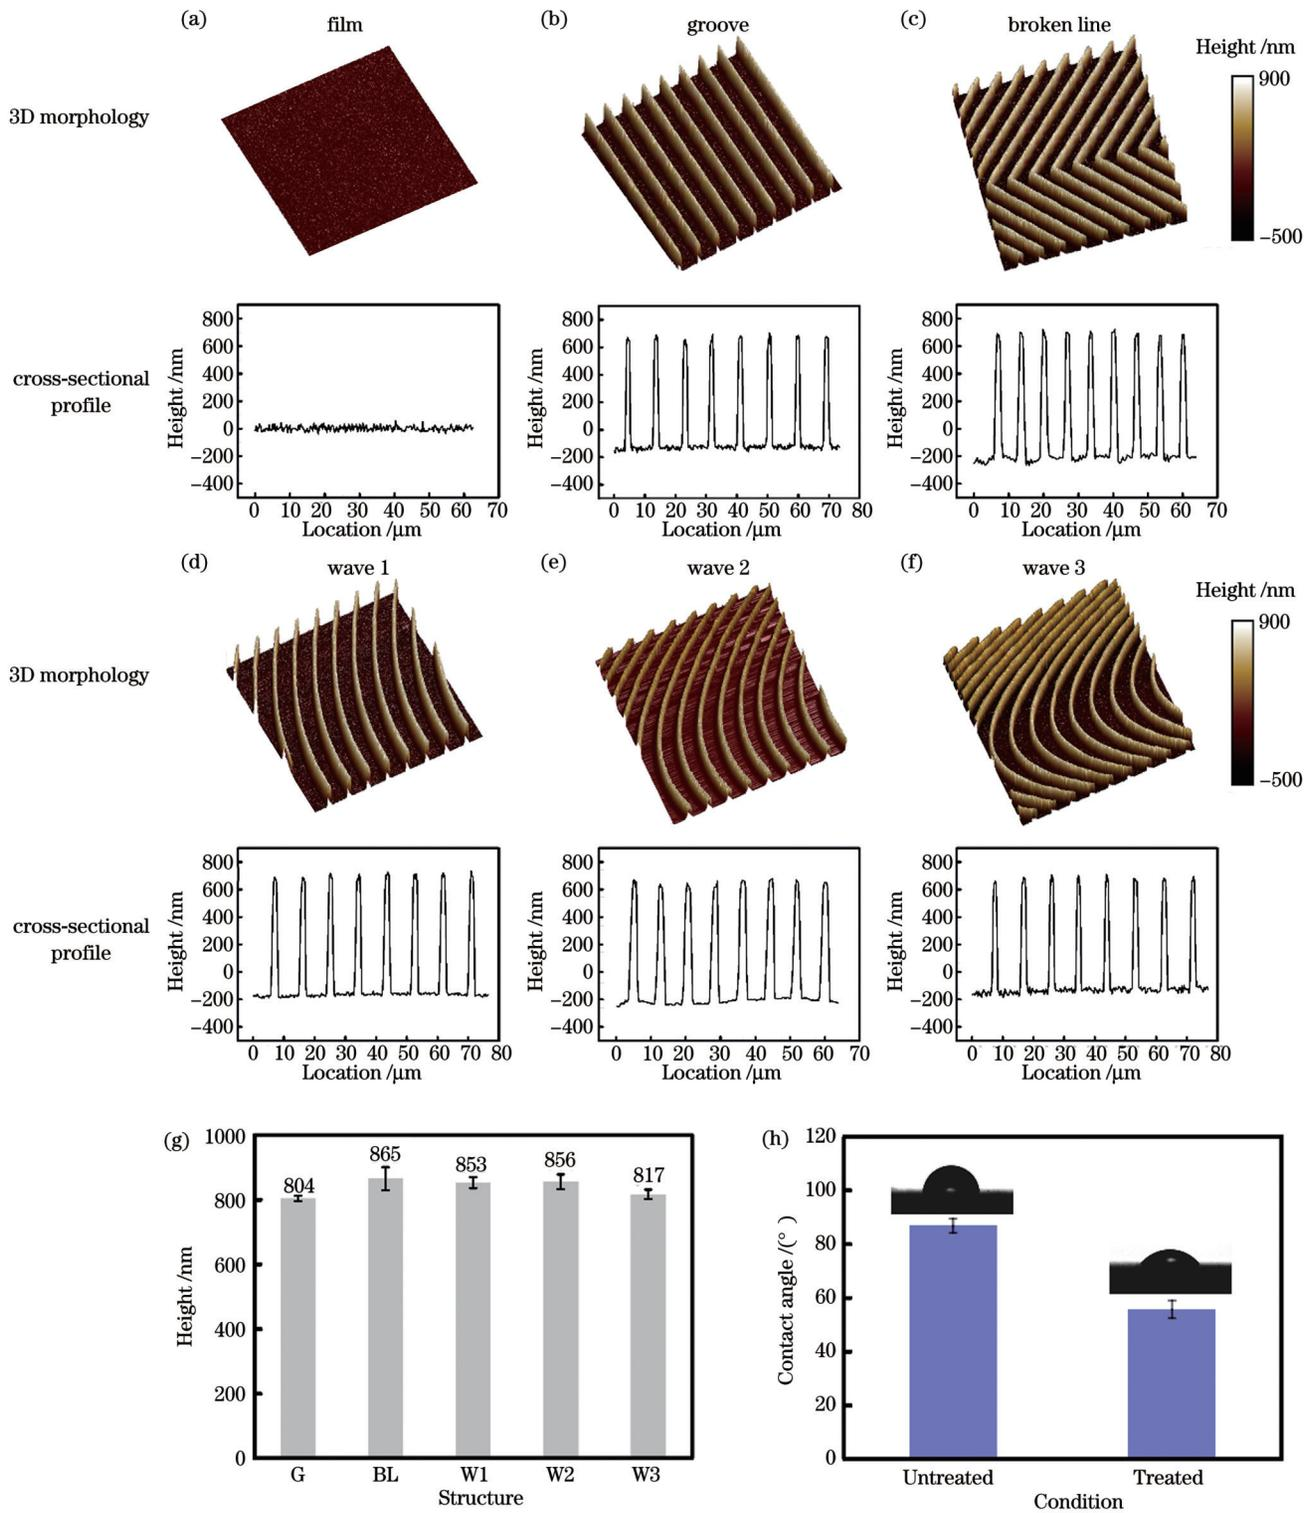 (a) film
(b) groove
(c) broken line
Height /nm
900
−500
3D morphology
cross-sectional
profile
Height /nm
800
600
400
200
0
−200
−400
0 10 20 30 40 50 60 70
Location /μm
Height /nm
800
600
400
200
0
−200
−400
0 10 20 30 40 50 60 70 80
Location /μm
Height /nm
800
600
400
200
0
−200
−400
0 10 20 30 40 50 60 70
Location /μm
(d) wave 1
(e) wave 2
(f) wave 3
Height /nm
900
−500
3D morphology
cross-sectional
profile
Height /nm
800
600
400
200
0
−200
−400
0 10 20 30 40 50 60 70 80
Location /μm
Height /nm
800
600
400
200
0
−200
−400
0 10 20 30 40 50 60 70
Location /μm
Height /nm
800
600
400
200
0
−200
−400
0 10 20 30 40 50 60 70 80
Location /μm
(g)
Height /nm
1000
800
600
400
200
0
804 865 853 856 817
G BL W1 W2 W3
Structure
(h)
Contact angle /(° )
120
100
80
60
40
20
0
Untreated Treated
Condition